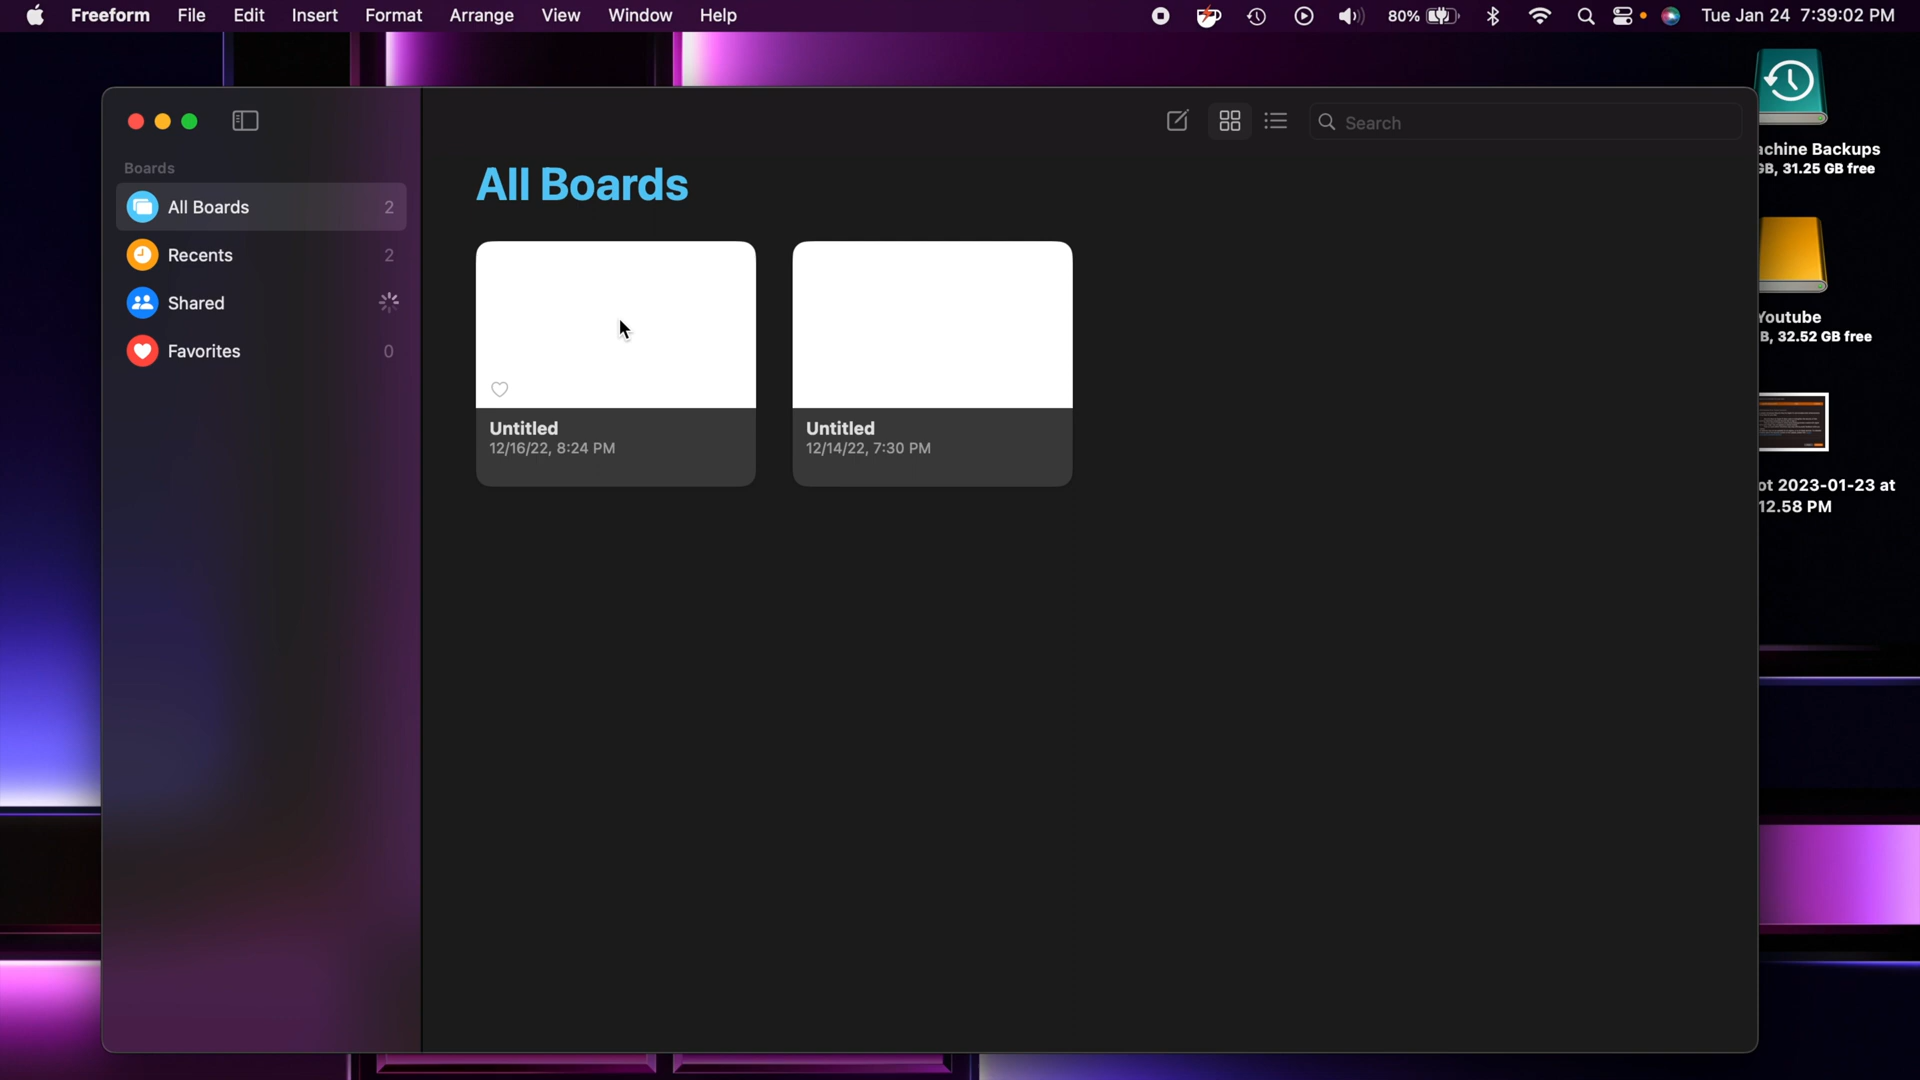 Freeform File Edit Insert Format Arrange View Window Help 80% Tue Jan 24 7:39:02 PM
Search
Boards
All Boards 2
Recents 2
Shared
Favorites 0
All Boards
Untitled
12/16/22, 8:24 PM
Untitled
12/14/22, 7:30 PM
achine Backups
GB, 31.25 GB free
Youtube
B, 32.52 GB free
ot 2023-01-23 at
12.58 PM